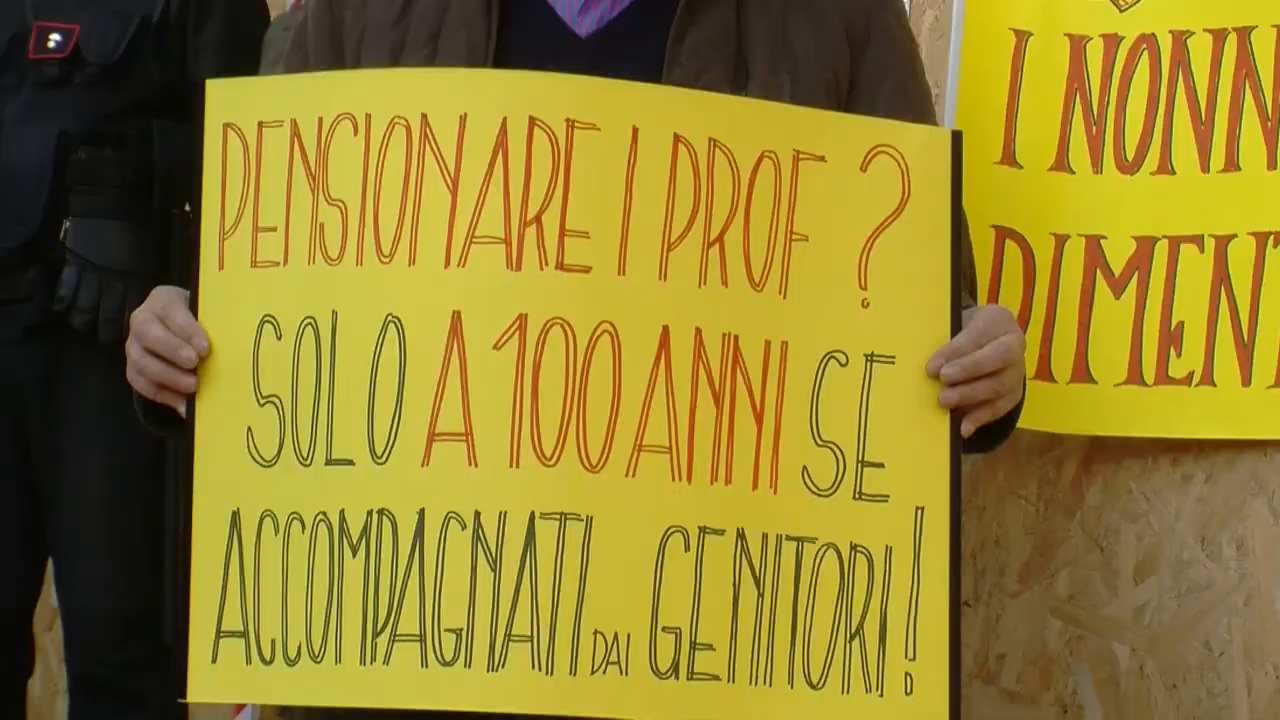 PENSIONARE I PROF ?
SOLO A 100 ANNI SE
ACCOMPAGNATI DAI GENITORI!
I NONN
DIMENT